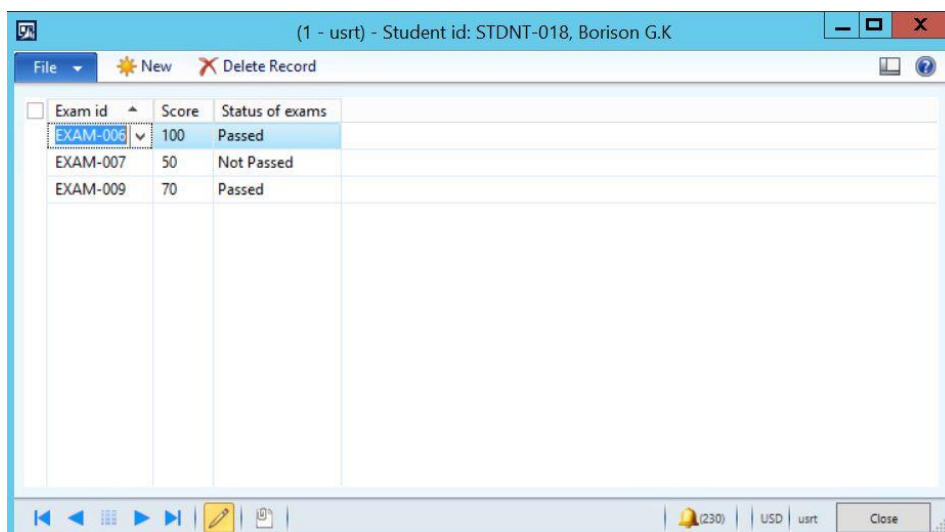 (1 - usrt) - Student id: STDNT-018, Borison G.K
File New Delete Record
Exam id Score Status of exams
EXAM-006 100 Passed
EXAM-007 50 Not Passed
EXAM-009 70 Passed
(230) USD usrt Close